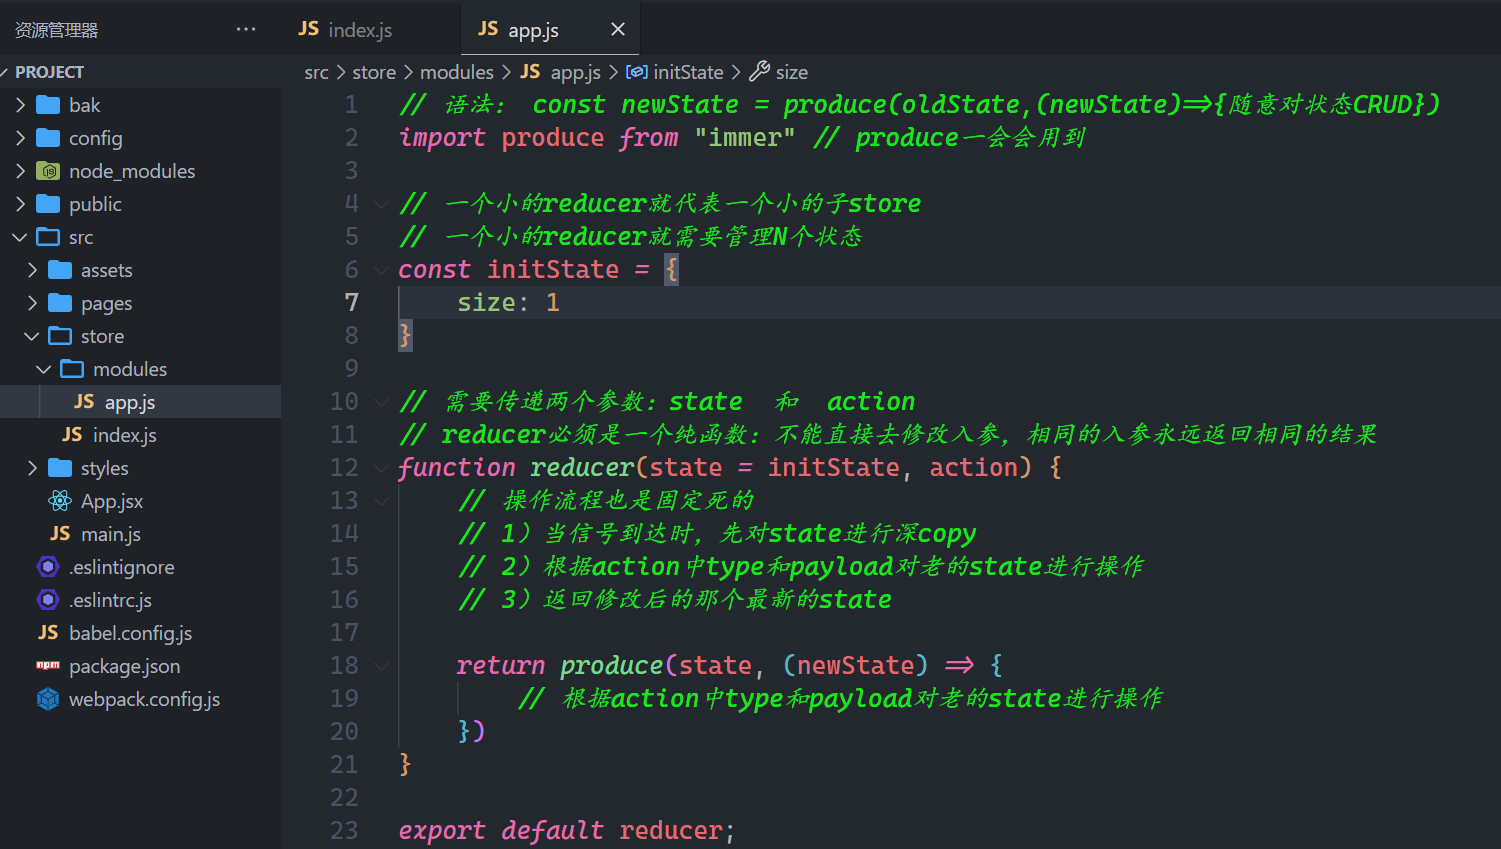 资源管理器 ···
PROJECT
bak
config
node_modules
public
src
assets
pages
store
modules
JS app.js
JS index.js
styles
App.jsx
JS main.js
.eslintignore
.eslintrc.js
JS babel.config.js
npm package.json
webpack.config.js
JS index.js JS app.js ×
src > store > modules > JS app.js > initState > size
1 // 语法： const newState = produce(oldState,(newState)=>{随意对状态CRUD})
2 import produce from "immer" // produce一会会用到
3
4 // 一个小的reducer就代表一个小的子store
5 // 一个小的reducer就需要管理N个状态
6 const initState = {
7 size: 1
8 }
9
10 // 需要传递两个参数：state 和 action
11 // reducer必须是一个纯函数：不能直接去修改入参，相同的入参永远返回相同的结果
12 function reducer(state = initState, action) {
13 // 操作流程也是固定死的
14 // 1）当信号到达时，先对state进行深copy
15 // 2）根据action中type和payload对老的state进行操作
16 // 3）返回修改后的那个最新的state
17
18 return produce(state, (newState) => {
19 // 根据action中type和payload对老的state进行操作
20 })
21 }
22
23 export default reducer;